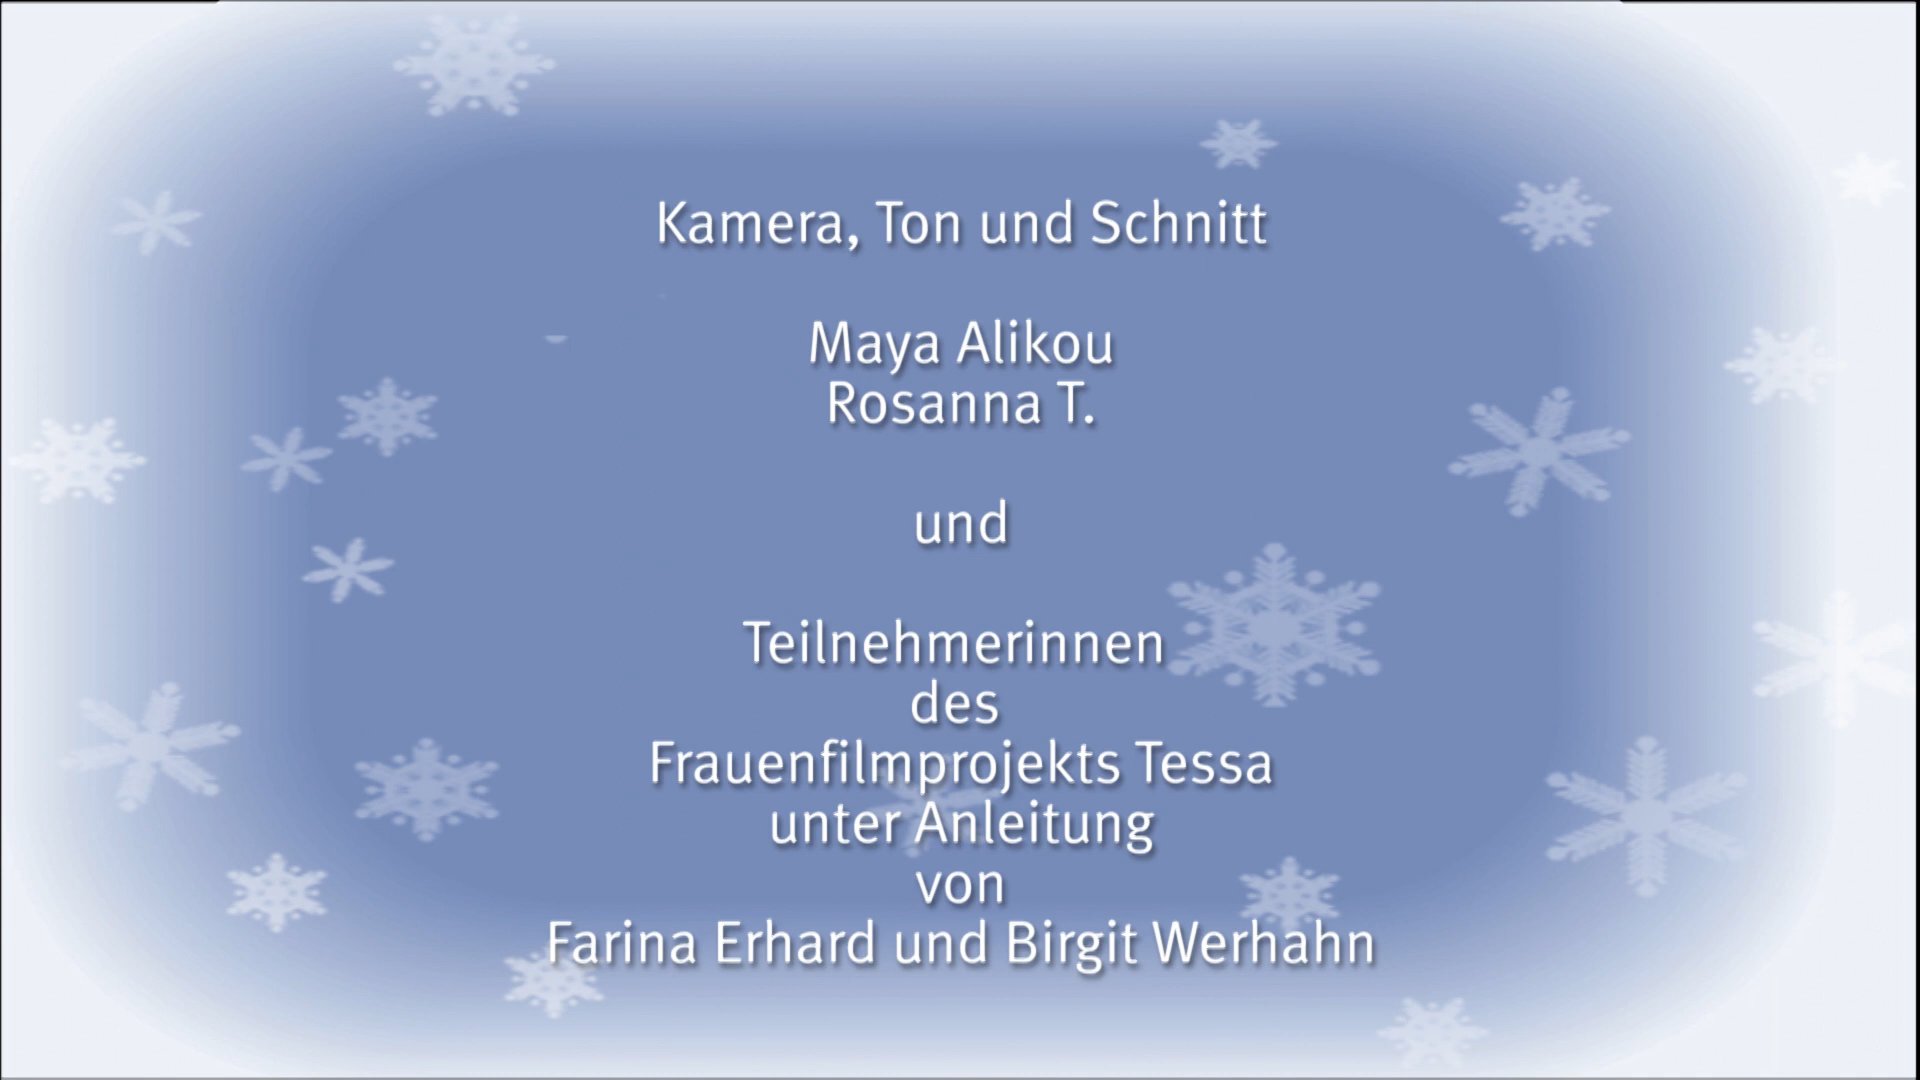 Kamera, Ton und Schnitt
Maya Alikou
Rosanna T.
und
Teilnehmerinnen
des
Frauenfilmprojekts Tessa
unter Anleitung
von
Farina Erhard und Birgit Werhahn